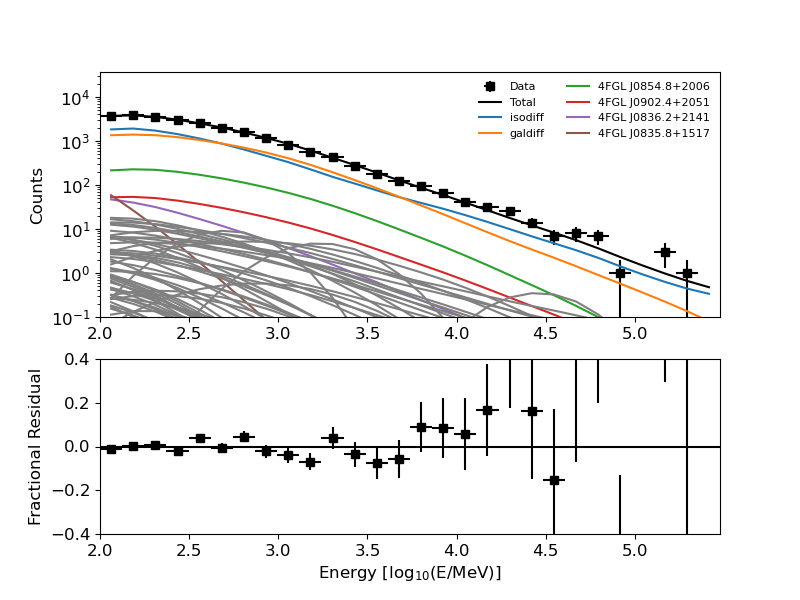 10⁴
10³
10²
10¹
10⁰
10⁻¹
Counts
Data
Total
isodiff
galdiff
4FGL J0854.8+2006
4FGL J0902.4+2051
4FGL J0836.2+2141
4FGL J0835.8+1517
2.0 2.5 3.0 3.5 4.0 4.5 5.0
0.4
0.2
0.0
−0.2
−0.4
Fractional Residual
2.0 2.5 3.0 3.5 4.0 4.5 5.0
Energy [log₁₀(E/MeV)]